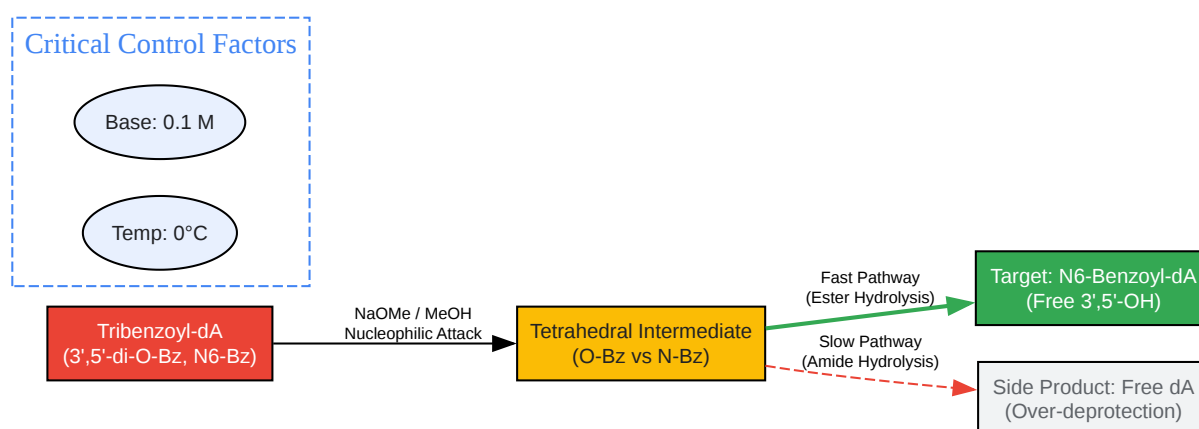 Critical Control Factors
Base: 0.1 M
Temp: 0°C
Tribenzoyl-dA
(3',5'-di-O-Bz, N6-Bz)
NaOMe / MeOH
Nucleophilic Attack
Tetrahedral Intermediate
(O-Bz vs N-Bz)
Fast Pathway
(Ester Hydrolysis)
Target: N6-Benzoyl-dA
(Free 3',5'-OH)
Slow Pathway
(Amide Hydrolysis)
Side Product: Free dA
(Over-deprotection)